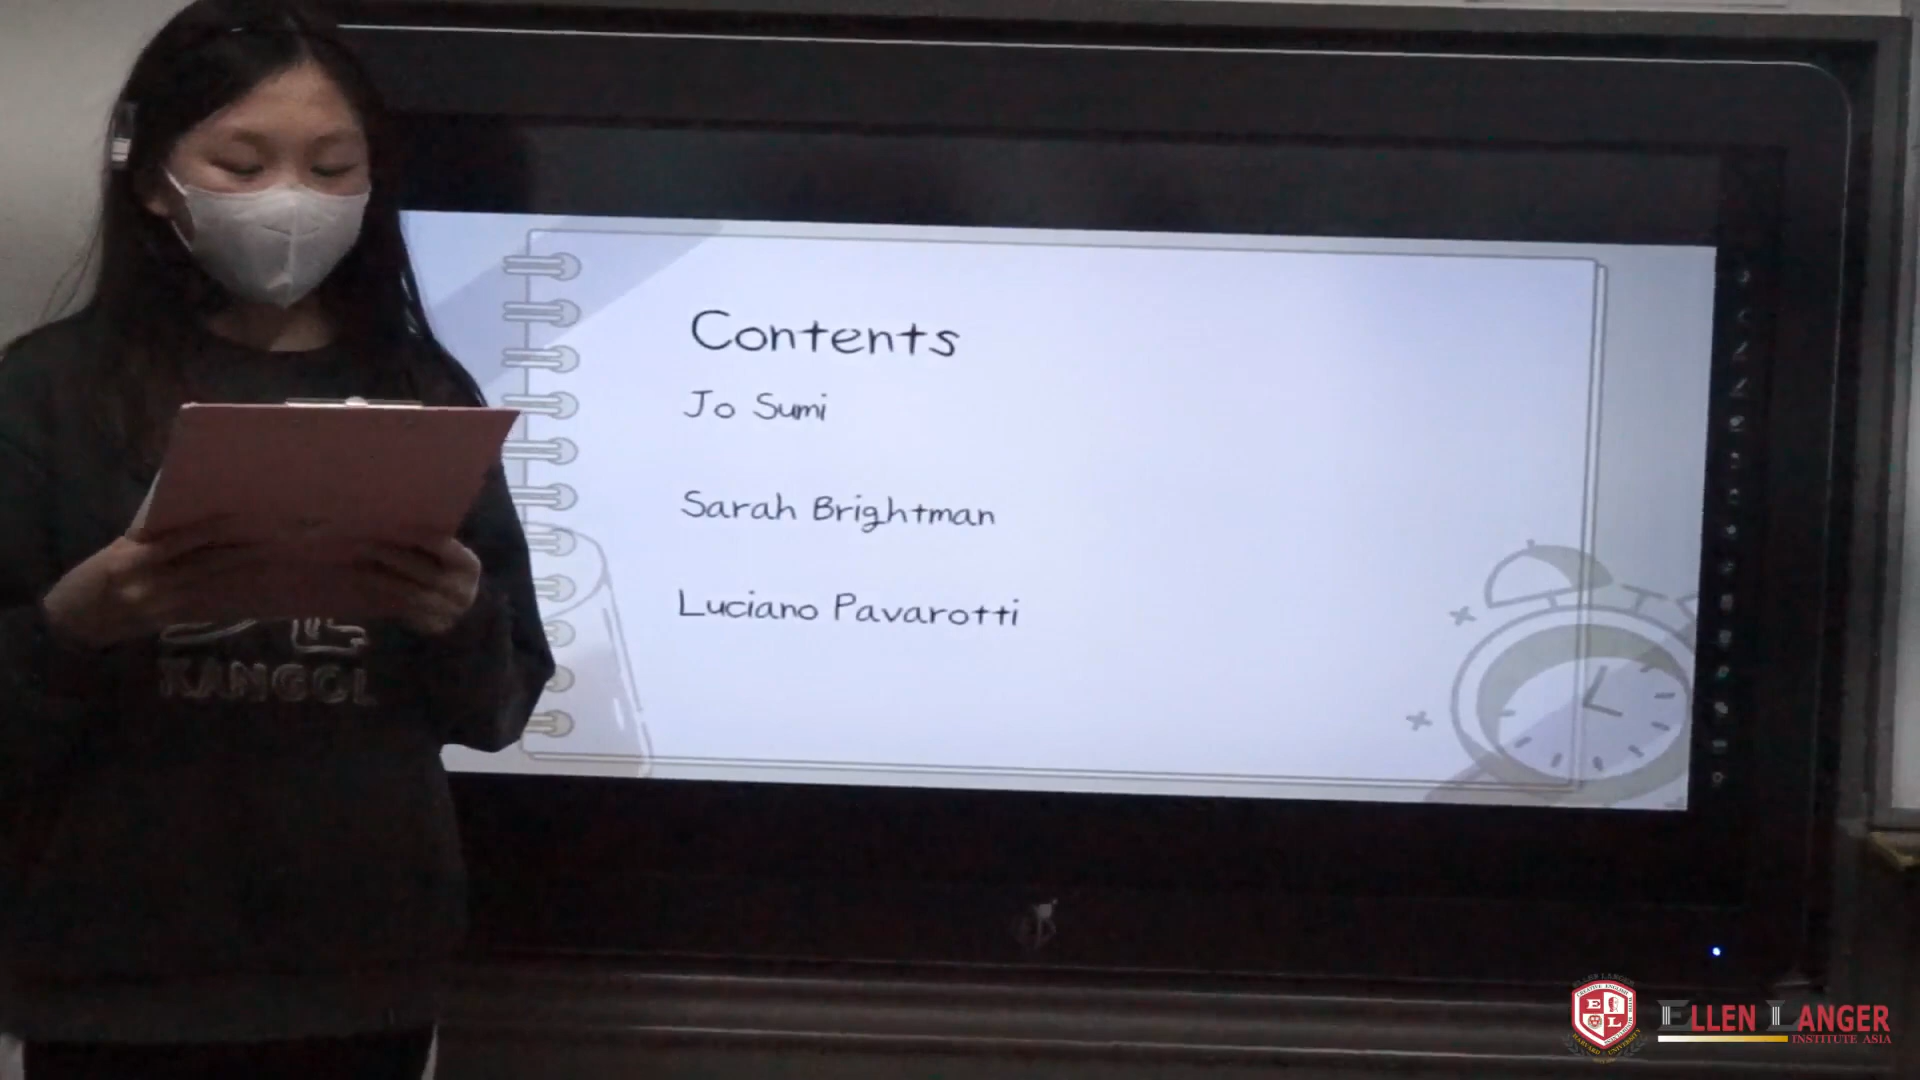 Contents
Jo Sumi
Sarah Brightman
Luciano Pavarotti
KANGOL
E L
ELLEN LANGER
INSTITUTE ASIA